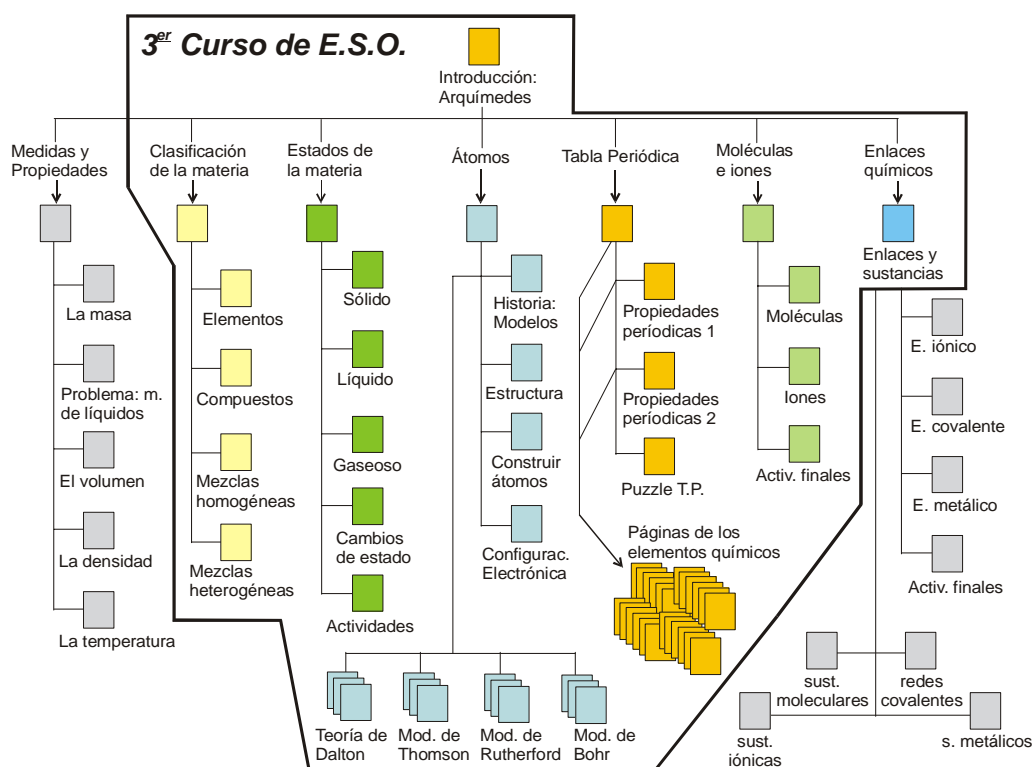 3er Curso de E.S.O.
Introducción:
Arquímedes
Medidas y
Propiedades
Clasificación
de la materia
Estados de
la materia
Átomos
Tabla Periódica
Moléculas
e iones
Enlaces
químicos
Enlaces y
sustancias
La masa
Problema: m.
de líquidos
El volumen
La densidad
La temperatura
Elementos
Compuestos
Mezclas
homogéneas
Mezclas
heterogéneas
Sólido
Líquido
Gaseoso
Cambios
de estado
Actividades
Historia:
Modelos
Estructura
Construir
átomos
Configurac.
Electrónica
Teoría de
Dalton
Mod. de
Thomson
Mod. de
Rutherford
Mod. de
Bohr
Propiedades
períodicas 1
Propiedades
períodicas 2
Puzzle T.P.
Páginas de los
elementos químicos
Moléculas
Iones
Activ. finales
E. iónico
E. covalente
E. metálico
Activ. finales
sust.
moleculares
redes
covalentes
sust.
iónicas
s. metálicos